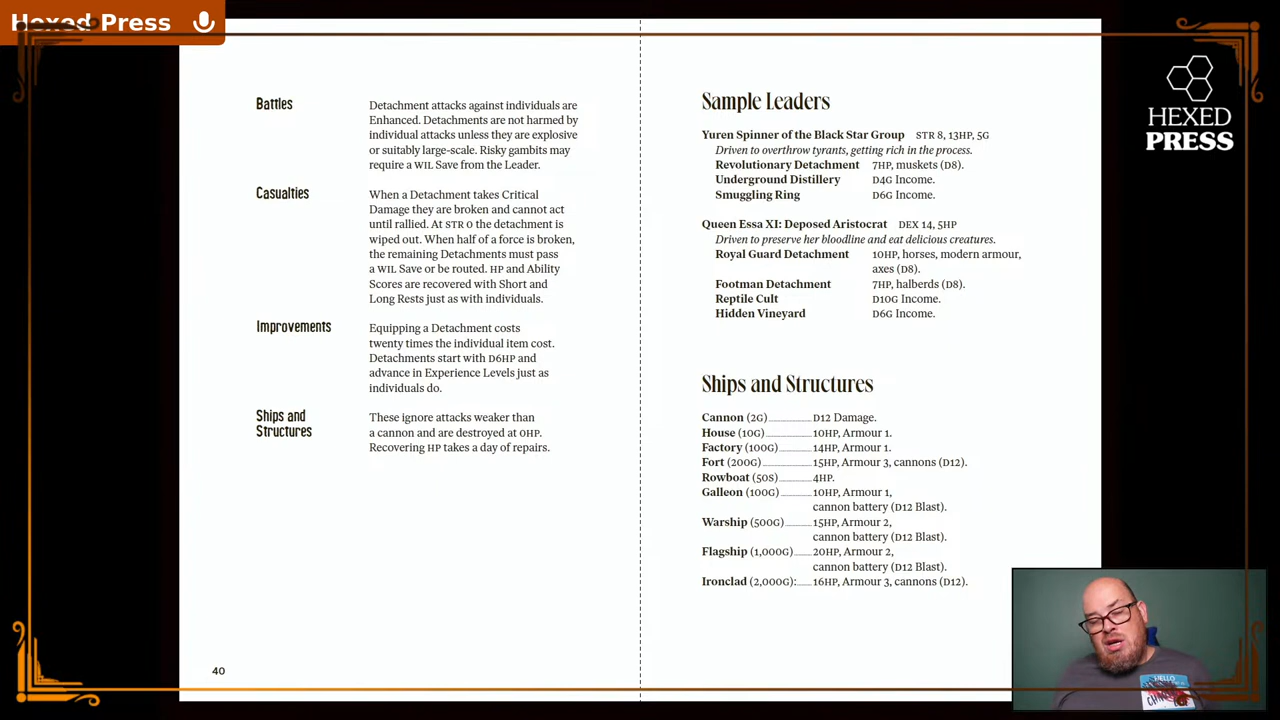 Hexed Press
HEXED
PRESS
Battles
Detachment attacks against individuals are
Enhanced. Detachments are not harmed by
individual attacks unless they are explosive
or suitably large-scale. Risky gambits may
require a WIL Save from the Leader.
Casualties
When a Detachment takes Critical
Damage they are broken and cannot act
until rallied. At STR 0 the detachment is
wiped out. When half of a force is broken,
the remaining Detachments must pass
a WIL Save or be routed. HP and Ability
Scores are recovered with Short and
Long Rests just as with individuals.
Improvements
Equipping a Detachment costs
twenty times the individual item cost.
Detachments start with D6HP and
advance in Experience Levels just as
individuals do.
Ships and
Structures
These ignore attacks weaker than
a cannon and are destroyed at 0HP.
Recovering HP takes a day of repairs.
40
Sample Leaders
Yuren Spinner of the Black Star Group STR 8, 13HP, 5G
Driven to overthrow tyrants, getting rich in the process.
Revolutionary Detachment 7HP, muskets (D8).
Underground Distillery D4G Income.
Smuggling Ring D6G Income.
Queen Essa XI: Deposed Aristocrat DEX 14, 5HP
Driven to preserve her bloodline and eat delicious creatures.
Royal Guard Detachment 10HP, horses, modern armour,
axes (D8).
Footman Detachment 7HP, halberds (D8).
Reptile Cult D10G Income.
Hidden Vineyard D6G Income.
Ships and Structures
Cannon (2G) D12 Damage.
House (10G) 10HP, Armour 1.
Factory (100G) 14HP, Armour 1.
Fort (200G) 15HP, Armour 3, cannons (D12).
Rowboat (50S) 4HP.
Galleon (100G) 10HP, Armour 1,
cannon battery (D12 Blast).
Warship (500G) 15HP, Armour 2,
cannon battery (D12 Blast).
Flagship (1,000G) 20HP, Armour 2,
cannon battery (D12 Blast).
Ironclad (2,000G): 16HP, Armour 3, cannons (D12).
HELLO